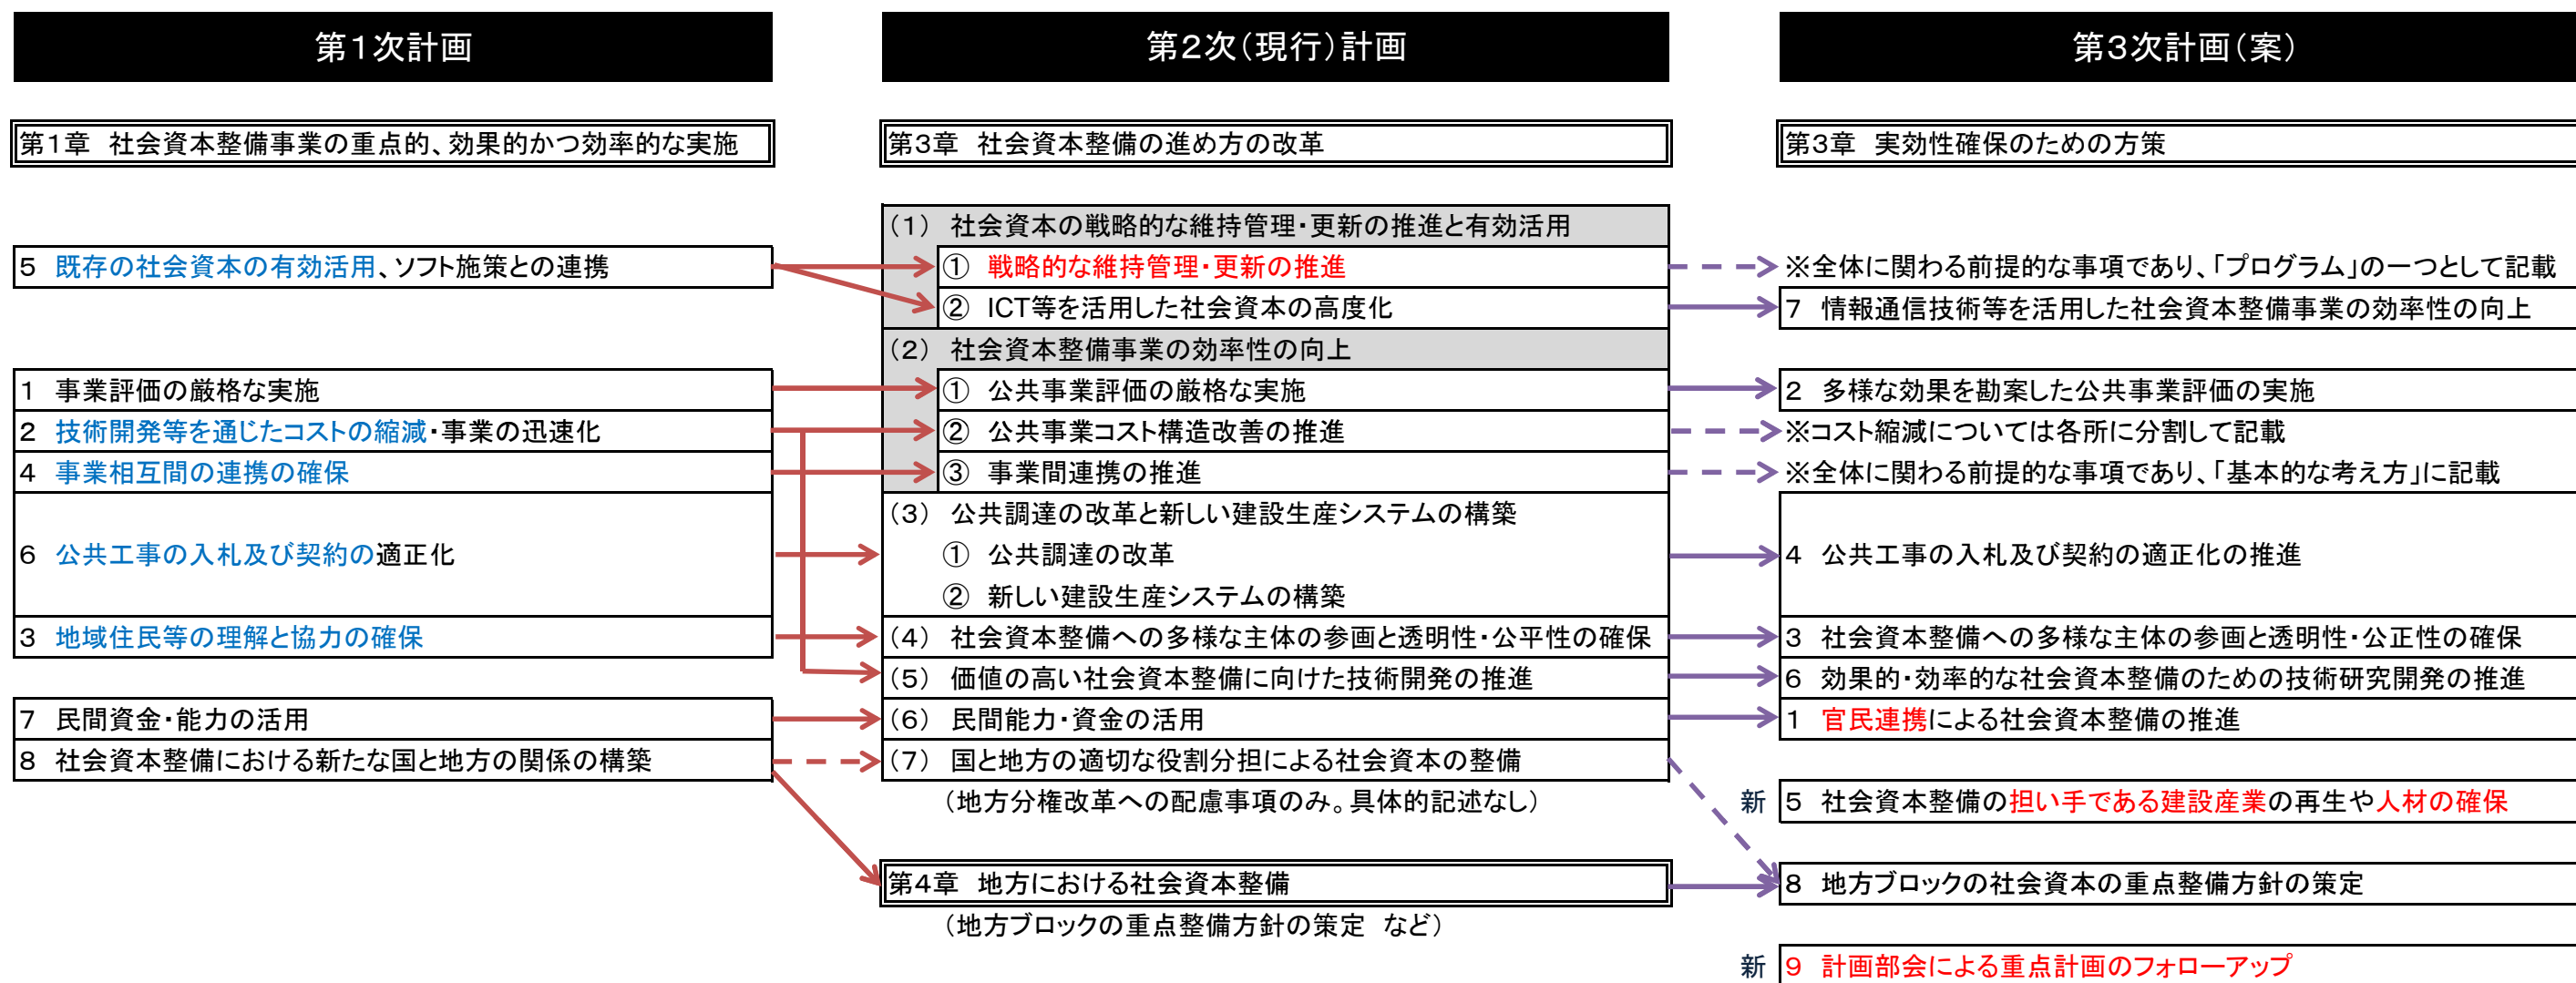 第1次計画
第1章　社会資本整備事業の重点的、効果的かつ効率的な実施
5　既存の社会資本の有効活用、ソフト施策との連携
1　事業評価の厳格な実施
2　技術開発等を通じたコストの縮減・事業の迅速化
4　事業相互間の連携の確保
6　公共工事の入札及び契約の適正化
3　地域住民等の理解と協力の確保
7　民間資金・能力の活用
8　社会資本整備における新たな国と地方の関係の構築
第2次(現行)計画
第3章　社会資本整備の進め方の改革
(1)　社会資本の戦略的な維持管理・更新の推進と有効活用
①　戦略的な維持管理・更新の推進
②　ICT等を活用した社会資本の高度化
(2)　社会資本整備事業の効率性の向上
①　公共事業評価の厳格な実施
②　公共事業コスト構造改善の推進
③　事業間連携の推進
(3)　公共調達の改革と新しい建設生産システムの構築
①　公共調達の改革
②　新しい建設生産システムの構築
(4)　社会資本整備への多様な主体の参画と透明性・公平性の確保
(5)　価値の高い社会資本整備に向けた技術開発の推進
(6)　民間能力・資金の活用
(7)　国と地方の適切な役割分担による社会資本の整備
(地方分権改革への配慮事項のみ。具体的記述なし)
第4章　地方における社会資本整備
(地方ブロックの重点整備方針の策定　など)
第3次計画(案)
第3章　実効性確保のための方策
※全体に関わる前提的な事項であり、「プログラム」の一つとして記載
7　情報通信技術等を活用した社会資本整備事業の効率性の向上
2　多様な効果を勘案した公共事業評価の実施
※コスト縮減については各所に分割して記載
※全体に関わる前提的な事項であり、「基本的な考え方」に記載
4　公共工事の入札及び契約の適正化の推進
3　社会資本整備への多様な主体の参画と透明性・公正性の確保
6　効果的・効率的な社会資本整備のための技術研究開発の推進
1　官民連携による社会資本整備の推進
新　5　社会資本整備の担い手である建設産業の再生や人材の確保
8　地方ブロックの社会資本の重点整備方針の策定
新　9　計画部会による重点計画のフォローアップ